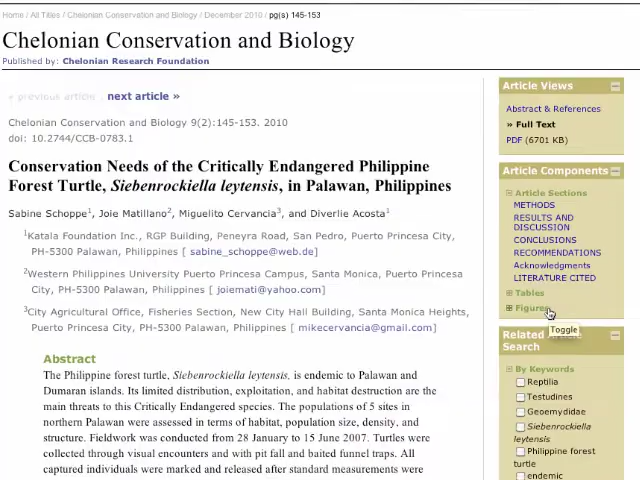 Home / All Titles / Chelonian Conservation and Biology / December 2010 / pg(s) 145-153
Chelonian Conservation and Biology
Published by: Chelonian Research Foundation
« previous article : next article »
Chelonian Conservation and Biology 9(2):145-153. 2010
doi: 10.2744/CCB-0783.1
Conservation Needs of the Critically Endangered Philippine
Forest Turtle, Siebenrockiella leytensis, in Palawan, Philippines
Sabine Schoppe1, Joie Matillano2, Miguelito Cervancia3, and Diverlie Acosta1
1Katala Foundation Inc., RGP Building, Peneyra Road, San Pedro, Puerto Princesa City,
PH-5300 Palawan, Philippines [ sabine_schoppe@web.de]
2Western Philippines University Puerto Princesa Campus, Santa Monica, Puerto Princesa
City, PH-5300 Palawan, Philippines [ joiemati@yahoo.com]
3City Agricultural Office, Fisheries Section, New City Hall Building, Santa Monica Heights,
Puerto Princesa City, PH-5300 Palawan, Philippines [ mikecervancia@gmail.com]
Abstract
The Philippine forest turtle, Siebenrockiella leytensis, is endemic to Palawan and
Dumaran islands. Its limited distribution, exploitation, and habitat destruction are the
main threats to this Critically Endangered species. The populations of 5 sites in
northern Palawan were assessed in terms of habitat, population size, density, and
structure. Fieldwork was conducted from 28 January to 15 June 2007. Turtles were
collected through visual encounters and with pit fall and baited funnel traps. All
captured individuals were marked and released after standard measurements were
Article Views
Abstract & References
» Full Text
PDF (6701 KB)
Article Components
Article Sections
METHODS
RESULTS AND
DISCUSSION
CONCLUSIONS
RECOMMENDATIONS
Acknowledgments
LITERATURE CITED
Tables
Figures
Toggle
Related Article
Search
By Keywords
Reptilia
Testudines
Geoemydidae
Siebenrockiella
leytensis
Philippine forest
turtle
endemic